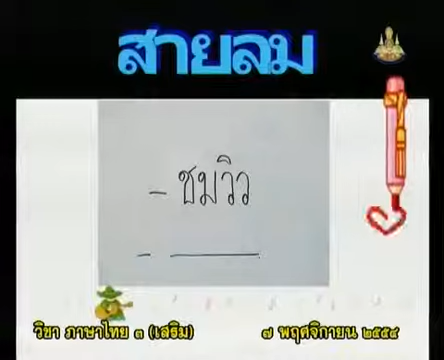 สายลม
- ชมวิว
- 
วิชา ภาษาไทย ๓ (เสริม)
๗ พฤศจิกายน ๒๕๕๔